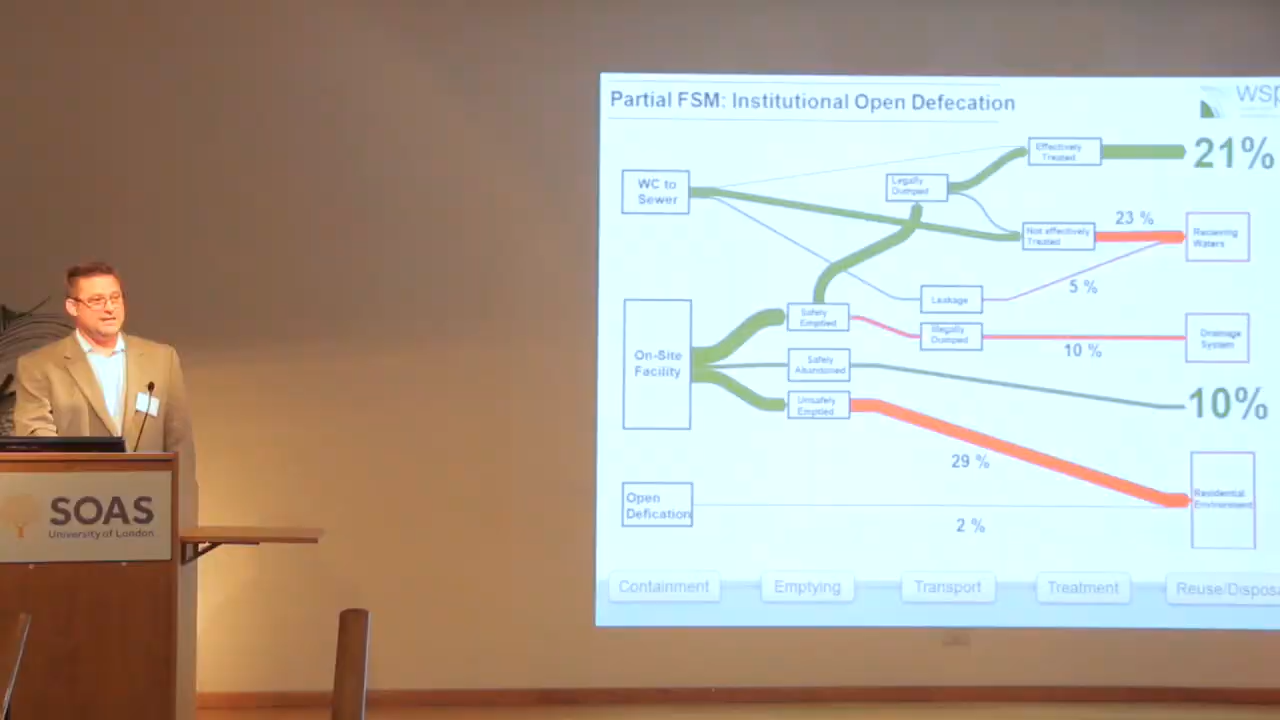 Partial FSM: Institutional Open Defecation
wsp
Effectively
Treated
21%
WC to
Sewer
Legally
Dumped
23 %
Not effectively
Treated
Receiving
Waters
5 %
Leakage
Safely
Emptied
Illegally
Dumped
10 %
Drainage
System
On-Site
Facility
Safely
Abandoned
10%
Unsafely
Emptied
29 %
Residential
Environment
Open
Defication
2 %
Containment
Emptying
Transport
Treatment
Reuse/Disposa
SOAS
University of London